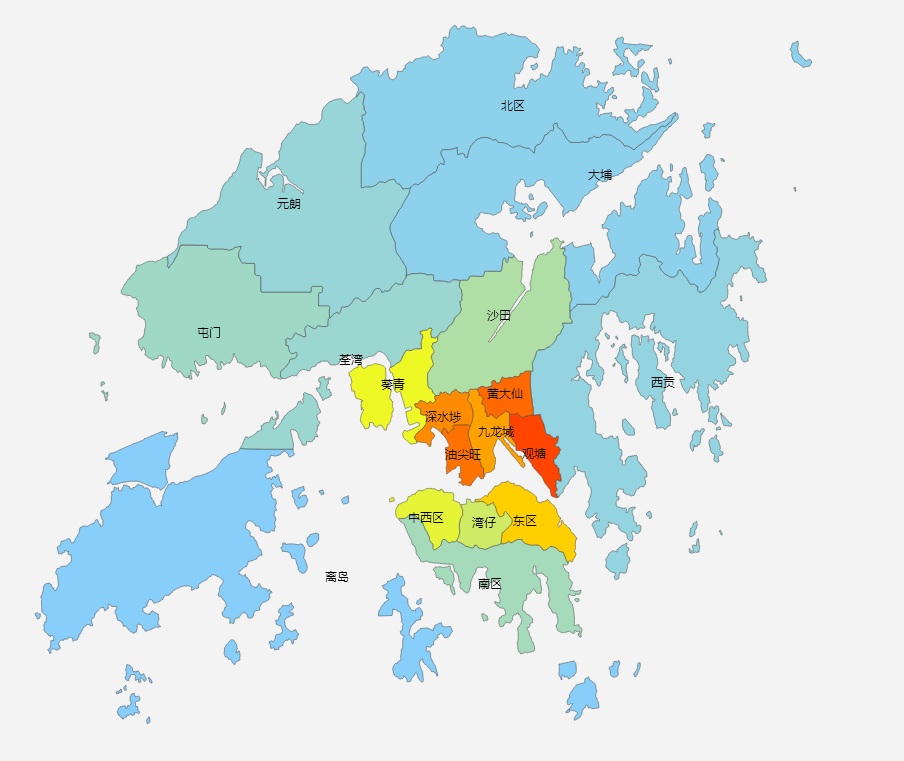 北区
大埔
元朗
沙田
屯门
荃湾
葵青
西贡
黄大仙
深水埗
九龙城
油尖旺
观塘
中西区
湾仔
东区
离岛
南区